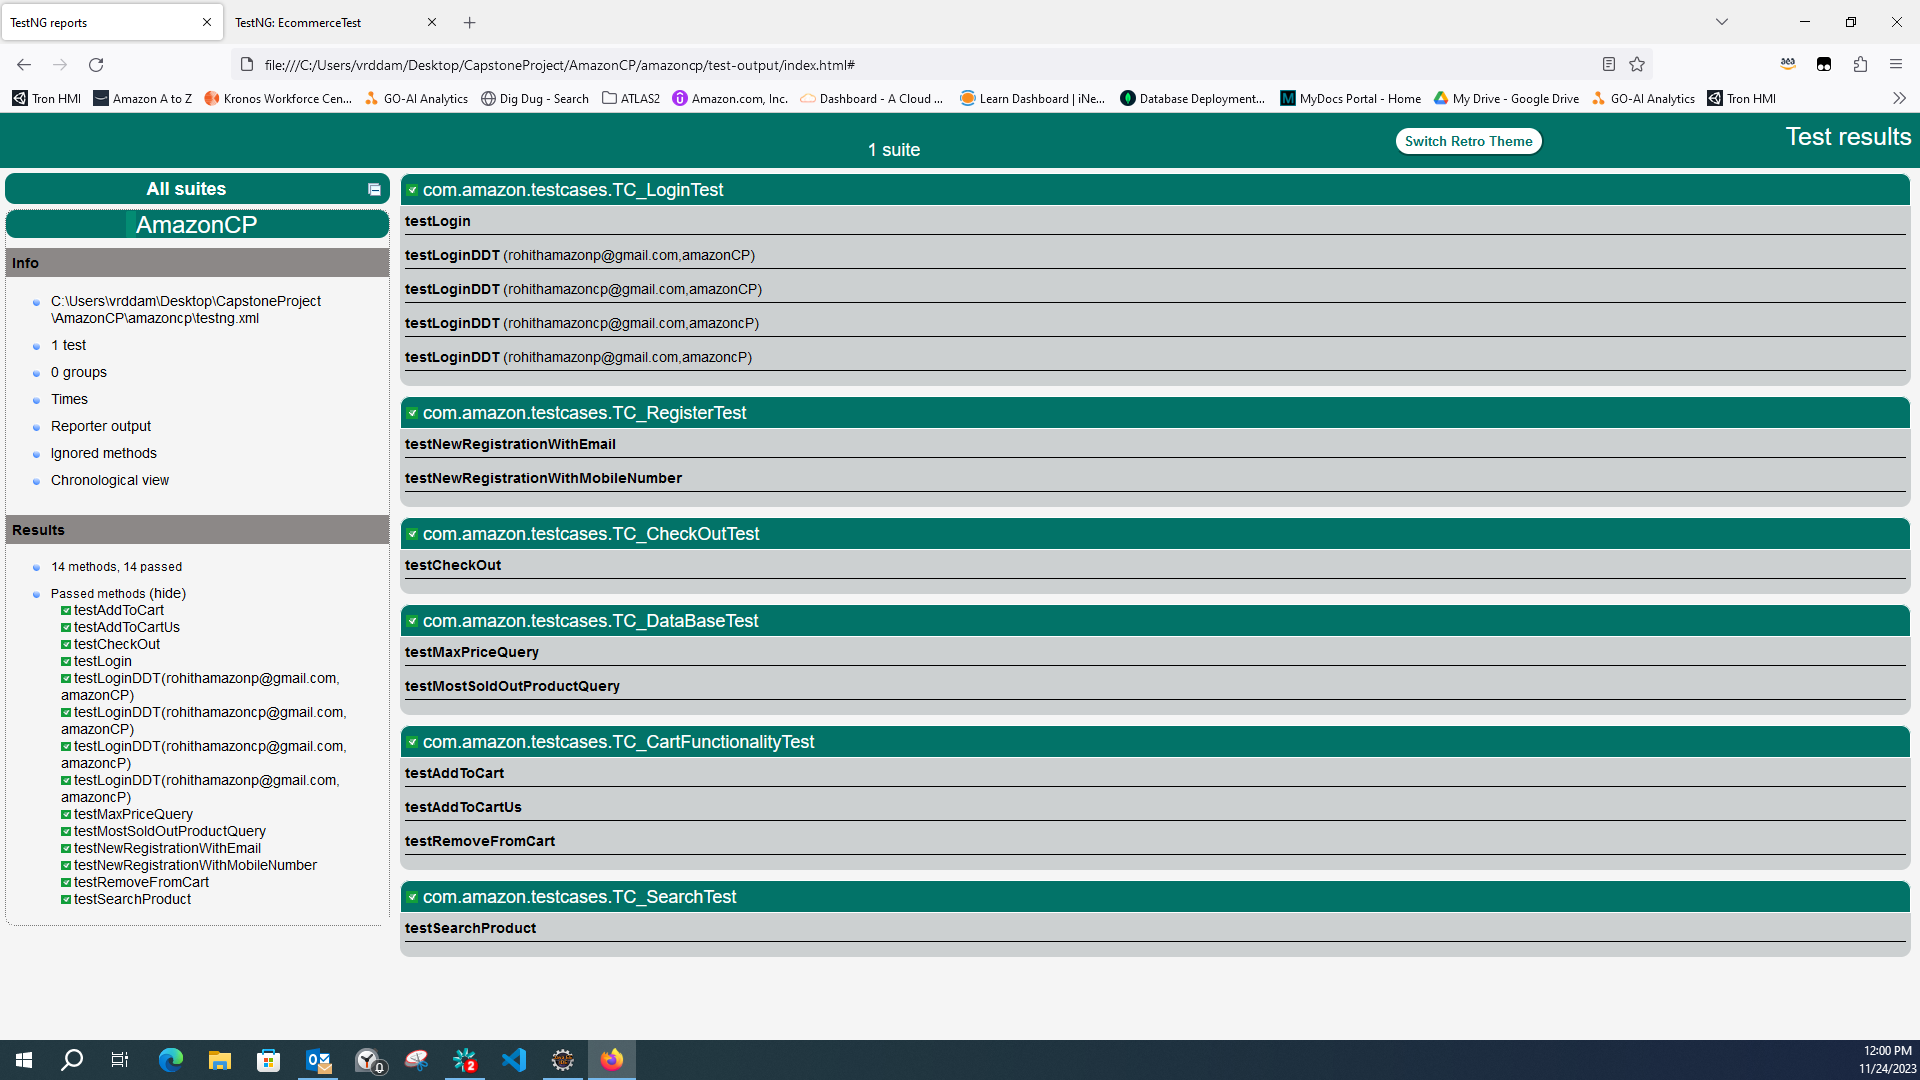 TestNG reports
TestNG: EcommerceTest
file:///C:/Users/vrddam/Desktop/CapstoneProject/AmazonCP/amazoncp/test-output/index.html#
Tron HMI
Amazon A to Z
Kronos Workforce Cen...
GO-AI Analytics
Dig Dug - Search
ATLAS2
Amazon.com, Inc.
Dashboard - A Cloud ...
Learn Dashboard | iNe...
Database Deployment...
MyDocs Portal - Home
My Drive - Google Drive
GO-AI Analytics
Tron HMI
1 suite
Switch Retro Theme
Test results
All suites
AmazonCP
Info
C:\Users\vrddam\Desktop\CapstoneProject
\AmazonCP\amazoncp\testng.xml
1 test
0 groups
Times
Reporter output
Ignored methods
Chronological view
Results
14 methods, 14 passed
Passed methods (hide)
testAddToCart
testAddToCartUs
testCheckOut
testLogin
testLoginDDT(rohithamazonp@gmail.com,
amazonCP)
testLoginDDT(rohithamazoncp@gmail.com,
amazonCP)
testLoginDDT(rohithamazoncp@gmail.com,
amazoncP)
testLoginDDT(rohithamazonp@gmail.com,
amazoncP)
testMaxPriceQuery
testMostSoldOutProductQuery
testNewRegistrationWithEmail
testNewRegistrationWithMobileNumber
testRemoveFromCart
testSearchProduct
com.amazon.testcases.TC_LoginTest
testLogin
testLoginDDT (rohithamazonp@gmail.com,amazonCP)
testLoginDDT (rohithamazoncp@gmail.com,amazonCP)
testLoginDDT (rohithamazoncp@gmail.com,amazoncP)
testLoginDDT (rohithamazonp@gmail.com,amazoncP)
com.amazon.testcases.TC_RegisterTest
testNewRegistrationWithEmail
testNewRegistrationWithMobileNumber
com.amazon.testcases.TC_CheckOutTest
testCheckOut
com.amazon.testcases.TC_DataBaseTest
testMaxPriceQuery
testMostSoldOutProductQuery
com.amazon.testcases.TC_CartFunctionalityTest
testAddToCart
testAddToCartUs
testRemoveFromCart
com.amazon.testcases.TC_SearchTest
testSearchProduct
2
12:00 PM
11/24/2023